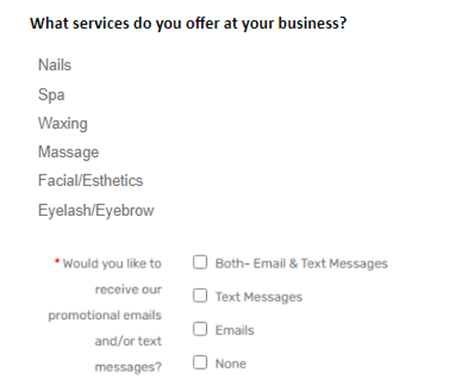 What services do you offer at your business?
Nails
Spa
Waxing
Massage
Facial/Esthetics
Eyelash/Eyebrow
* Would you like to
receive our
promotional emails
and/or text
messages?
Both- Email & Text Messages
Text Messages
Emails
None